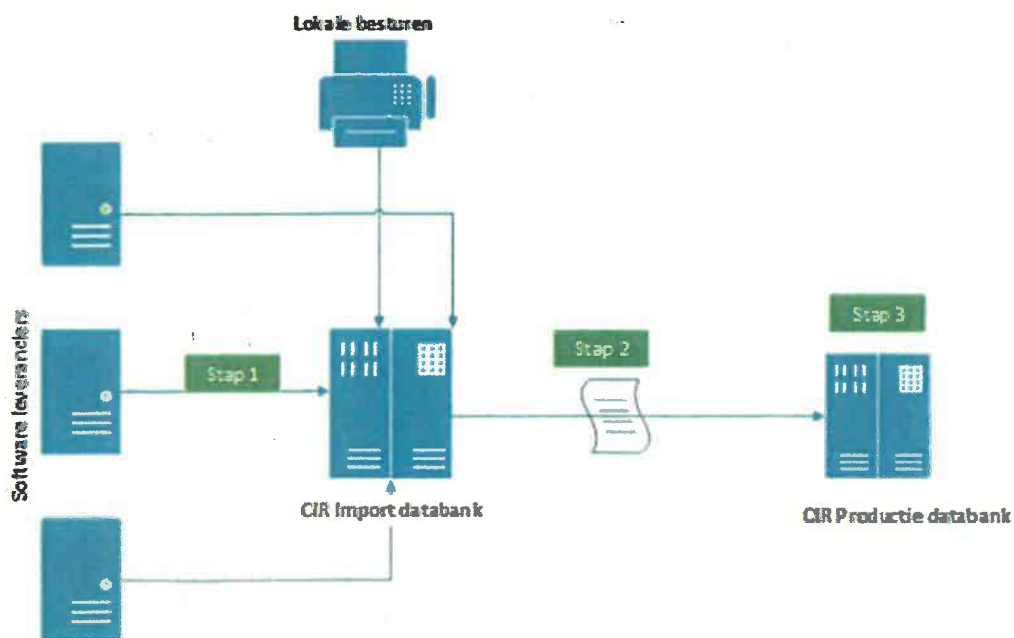 Lokale besturen
Software leveranciers
Stap 1
Stap 2
Stap 3
CIR Import databank
CIR Productie databank